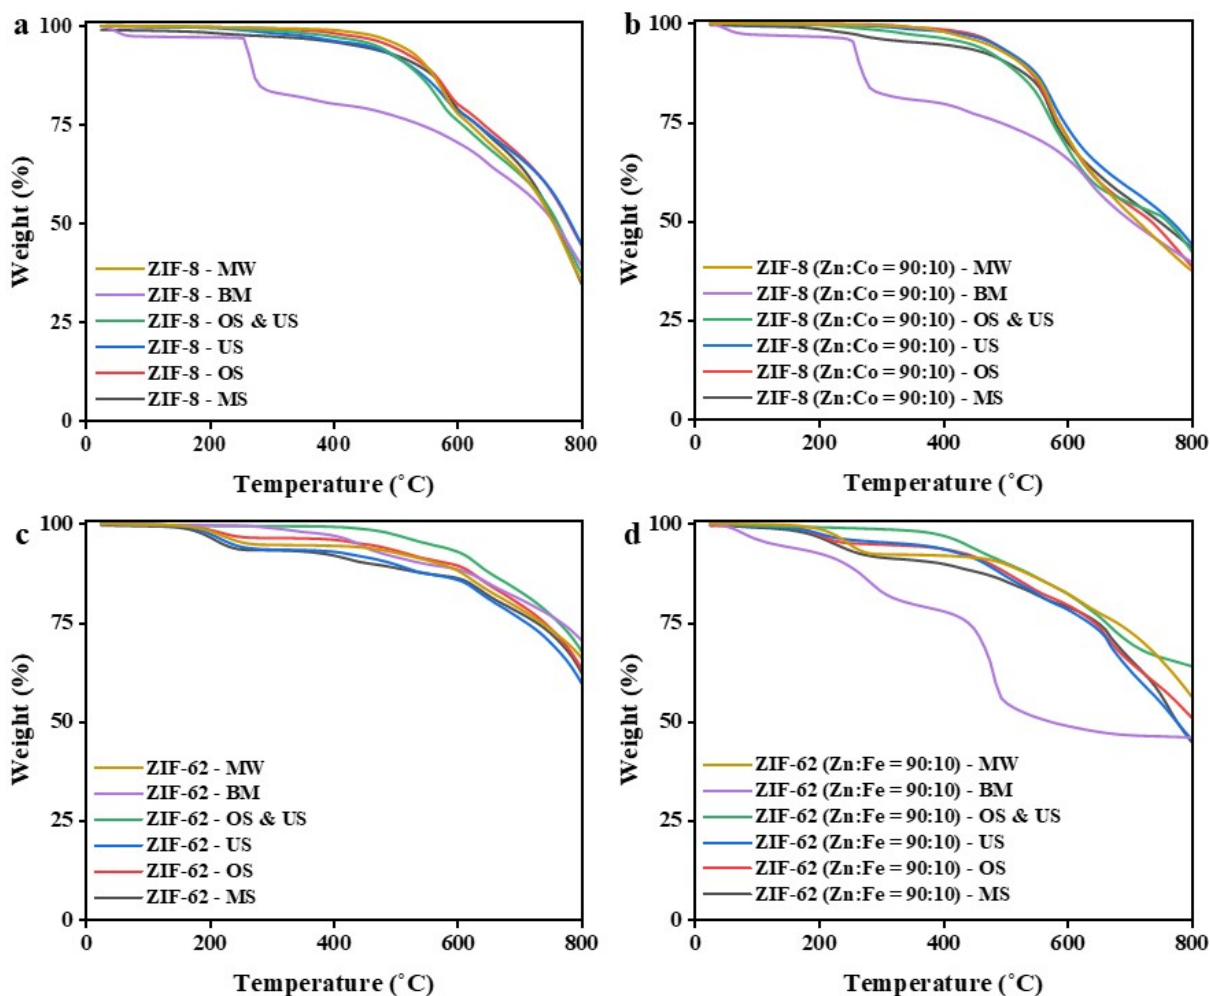 a
100
75
50
25
0
Weight (%)
ZIF-8 - MW
ZIF-8 - BM
ZIF-8 - OS & US
ZIF-8 - US
ZIF-8 - OS
ZIF-8 - MS
0 200 400 600 800
Temperature (˚C)
b
100
75
50
25
0
Weight (%)
ZIF-8 (Zn:Co = 90:10) - MW
ZIF-8 (Zn:Co = 90:10) - BM
ZIF-8 (Zn:Co = 90:10) - OS & US
ZIF-8 (Zn:Co = 90:10) - US
ZIF-8 (Zn:Co = 90:10) - OS
ZIF-8 (Zn:Co = 90:10) - MS
0 200 400 600 800
Temperature (˚C)
c
100
75
50
25
0
Weight (%)
ZIF-62 - MW
ZIF-62 - BM
ZIF-62 - OS & US
ZIF-62 - US
ZIF-62 - OS
ZIF-62 - MS
0 200 400 600 800
Temperature (˚C)
d
100
75
50
25
0
Weight (%)
ZIF-62 (Zn:Fe = 90:10) - MW
ZIF-62 (Zn:Fe = 90:10) - BM
ZIF-62 (Zn:Fe = 90:10) - OS & US
ZIF-62 (Zn:Fe = 90:10) - US
ZIF-62 (Zn:Fe = 90:10) - OS
ZIF-62 (Zn:Fe = 90:10) - MS
0 200 400 600 800
Temperature (˚C)